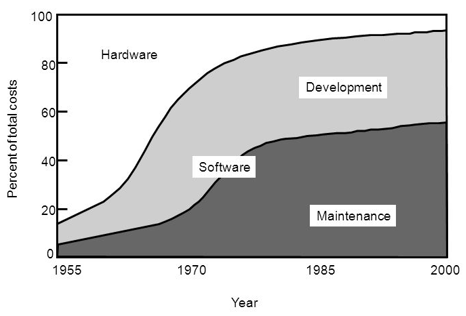 Percent of total costs
100
80
60
40
20
0
Hardware
Development
Software
Maintenance
1955
1970
1985
2000
Year